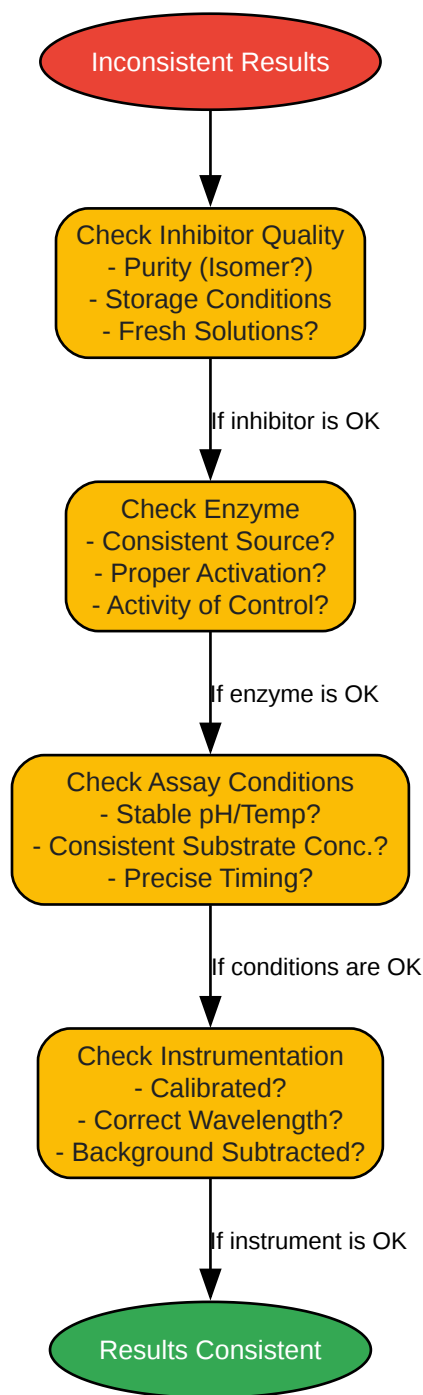 Inconsistent Results
Check Inhibitor Quality
- Purity (Isomer?)
- Storage Conditions
- Fresh Solutions?
If inhibitor is OK
Check Enzyme
- Consistent Source?
- Proper Activation?
- Activity of Control?
If enzyme is OK
Check Assay Conditions
- Stable pH/Temp?
- Consistent Substrate Conc.?
- Precise Timing?
If conditions are OK
Check Instrumentation
- Calibrated?
- Correct Wavelength?
- Background Subtracted?
If instrument is OK
Results Consistent